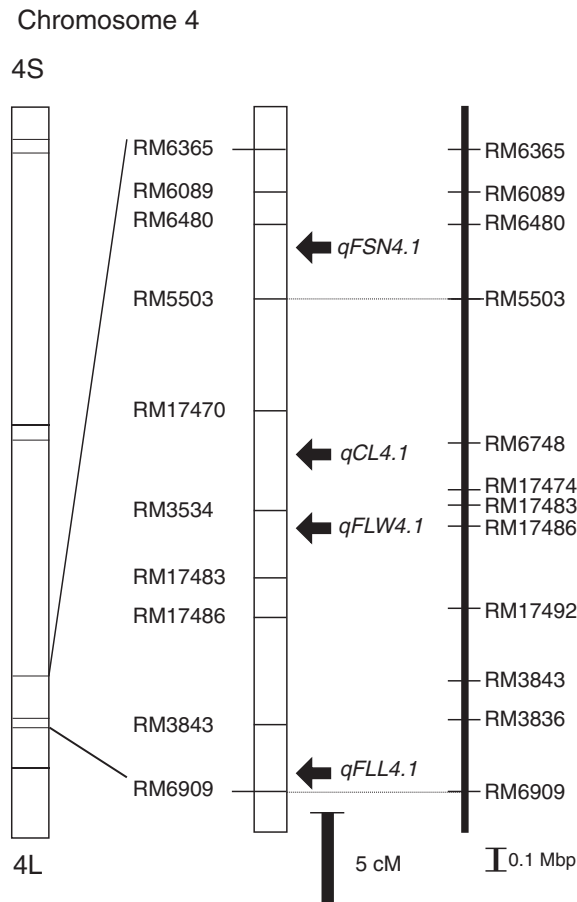 Chromosome 4
4S
RM6365
RM6089
RM6480
RM5503
RM17470
RM3534
RM17483
RM17486
RM3843
RM6909
qFSN4.1
qCL4.1
qFLW4.1
qFLL4.1
RM6365
RM6089
RM6480
RM5503
RM6748
RM17474
RM17483
RM17486
RM17492
RM3843
RM3836
RM6909
4L
5 cM
0.1 Mbp